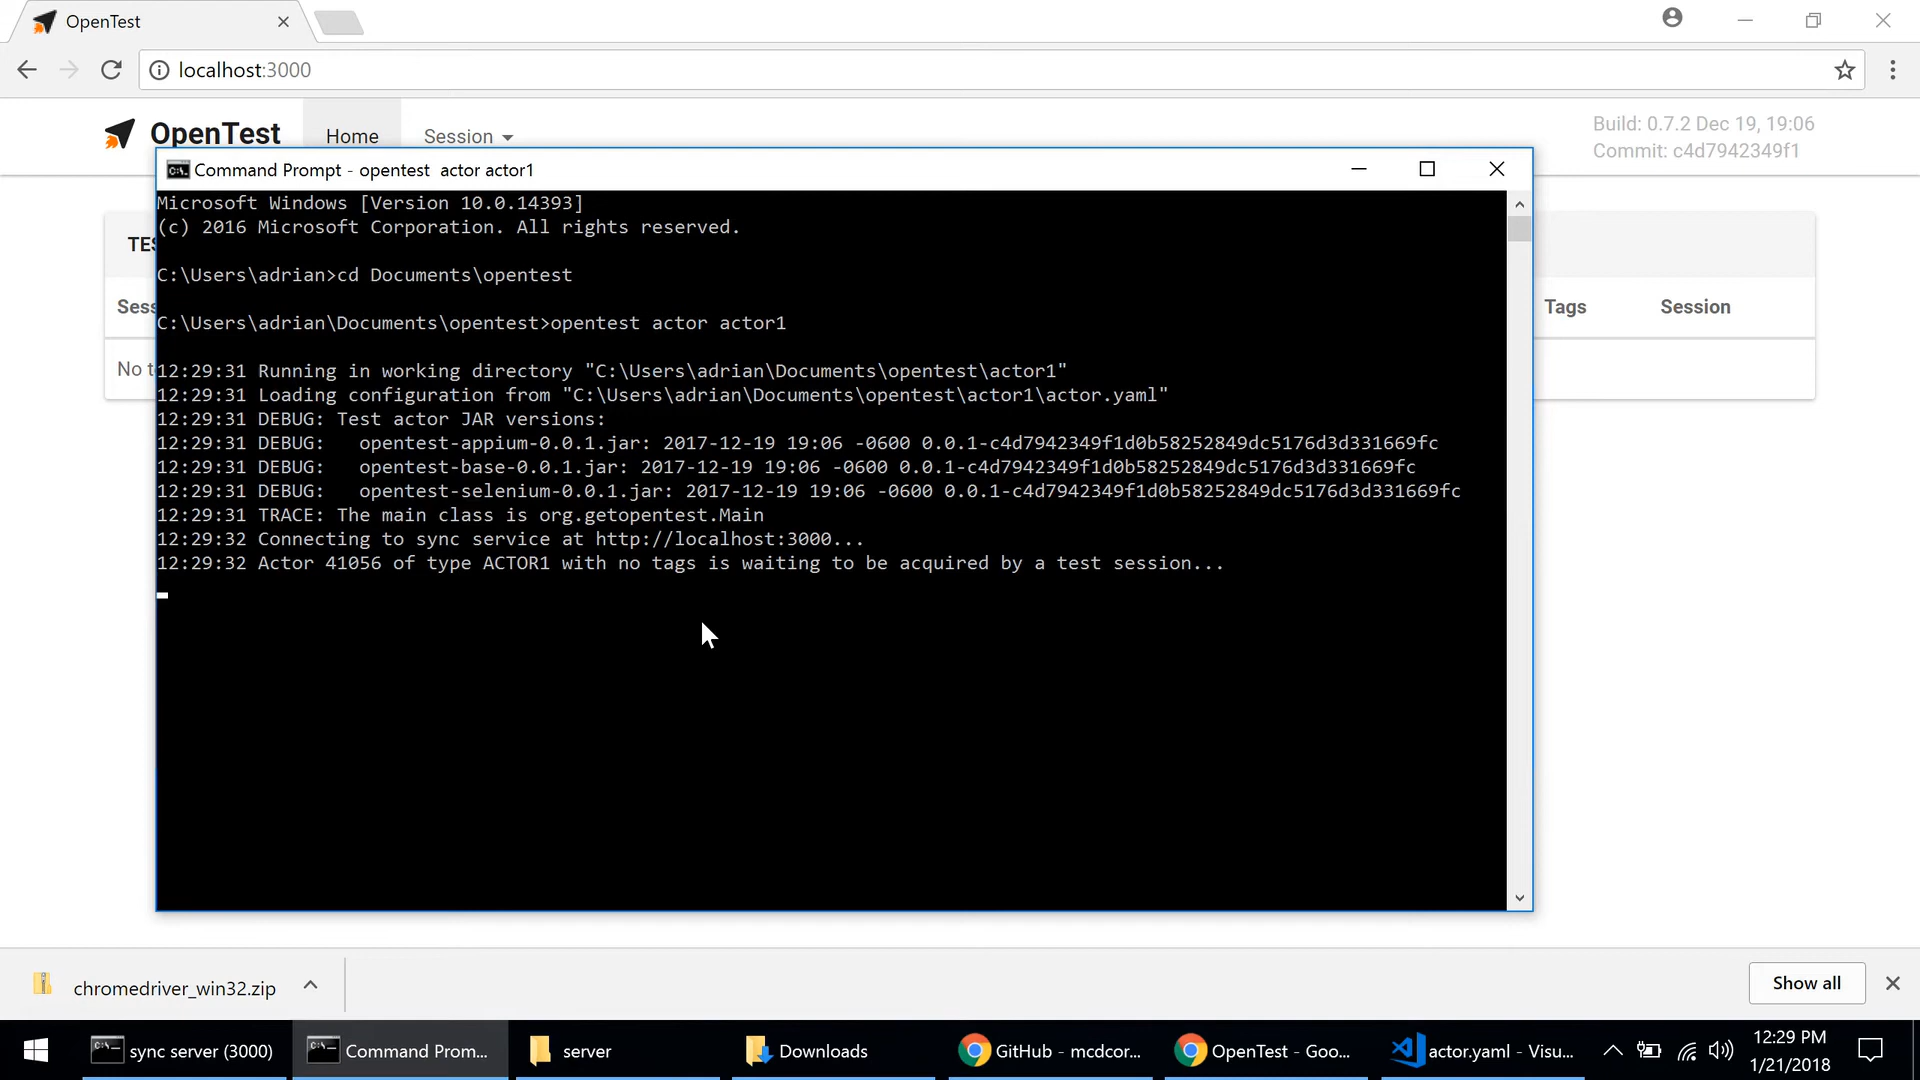 OpenTest
localhost:3000
OpenTest Home Session
Build: 0.7.2 Dec 19, 19:06
Commit: c4d7942349f1
Command Prompt - opentest  actor actor1
Microsoft Windows [Version 10.0.14393]
(c) 2016 Microsoft Corporation. All rights reserved.
C:\Users\adrian>cd Documents\opentest
C:\Users\adrian\Documents\opentest>opentest actor actor1
12:29:31 Running in working directory "C:\Users\adrian\Documents\opentest\actor1"
12:29:31 Loading configuration from "C:\Users\adrian\Documents\opentest\actor1\actor.yaml"
12:29:31 DEBUG: Test actor JAR versions:
12:29:31 DEBUG:   opentest-appium-0.0.1.jar: 2017-12-19 19:06 -0600 0.0.1-c4d7942349f1d0b58252849dc5176d3d331669fc
12:29:31 DEBUG:   opentest-base-0.0.1.jar: 2017-12-19 19:06 -0600 0.0.1-c4d7942349f1d0b58252849dc5176d3d331669fc
12:29:31 DEBUG:   opentest-selenium-0.0.1.jar: 2017-12-19 19:06 -0600 0.0.1-c4d7942349f1d0b58252849dc5176d3d331669fc
12:29:31 TRACE: The main class is org.getopentest.Main
12:29:32 Connecting to sync service at http://localhost:3000...
12:29:32 Actor 41056 of type ACTOR1 with no tags is waiting to be acquired by a test session...
TES
Sess
Tags Session
No t
chromedriver_win32.zip
Show all
sync server (3000)
Command Prom...
server
Downloads
GitHub - mcdcor...
OpenTest - Goo...
actor.yaml - Visu...
12:29 PM
1/21/2018